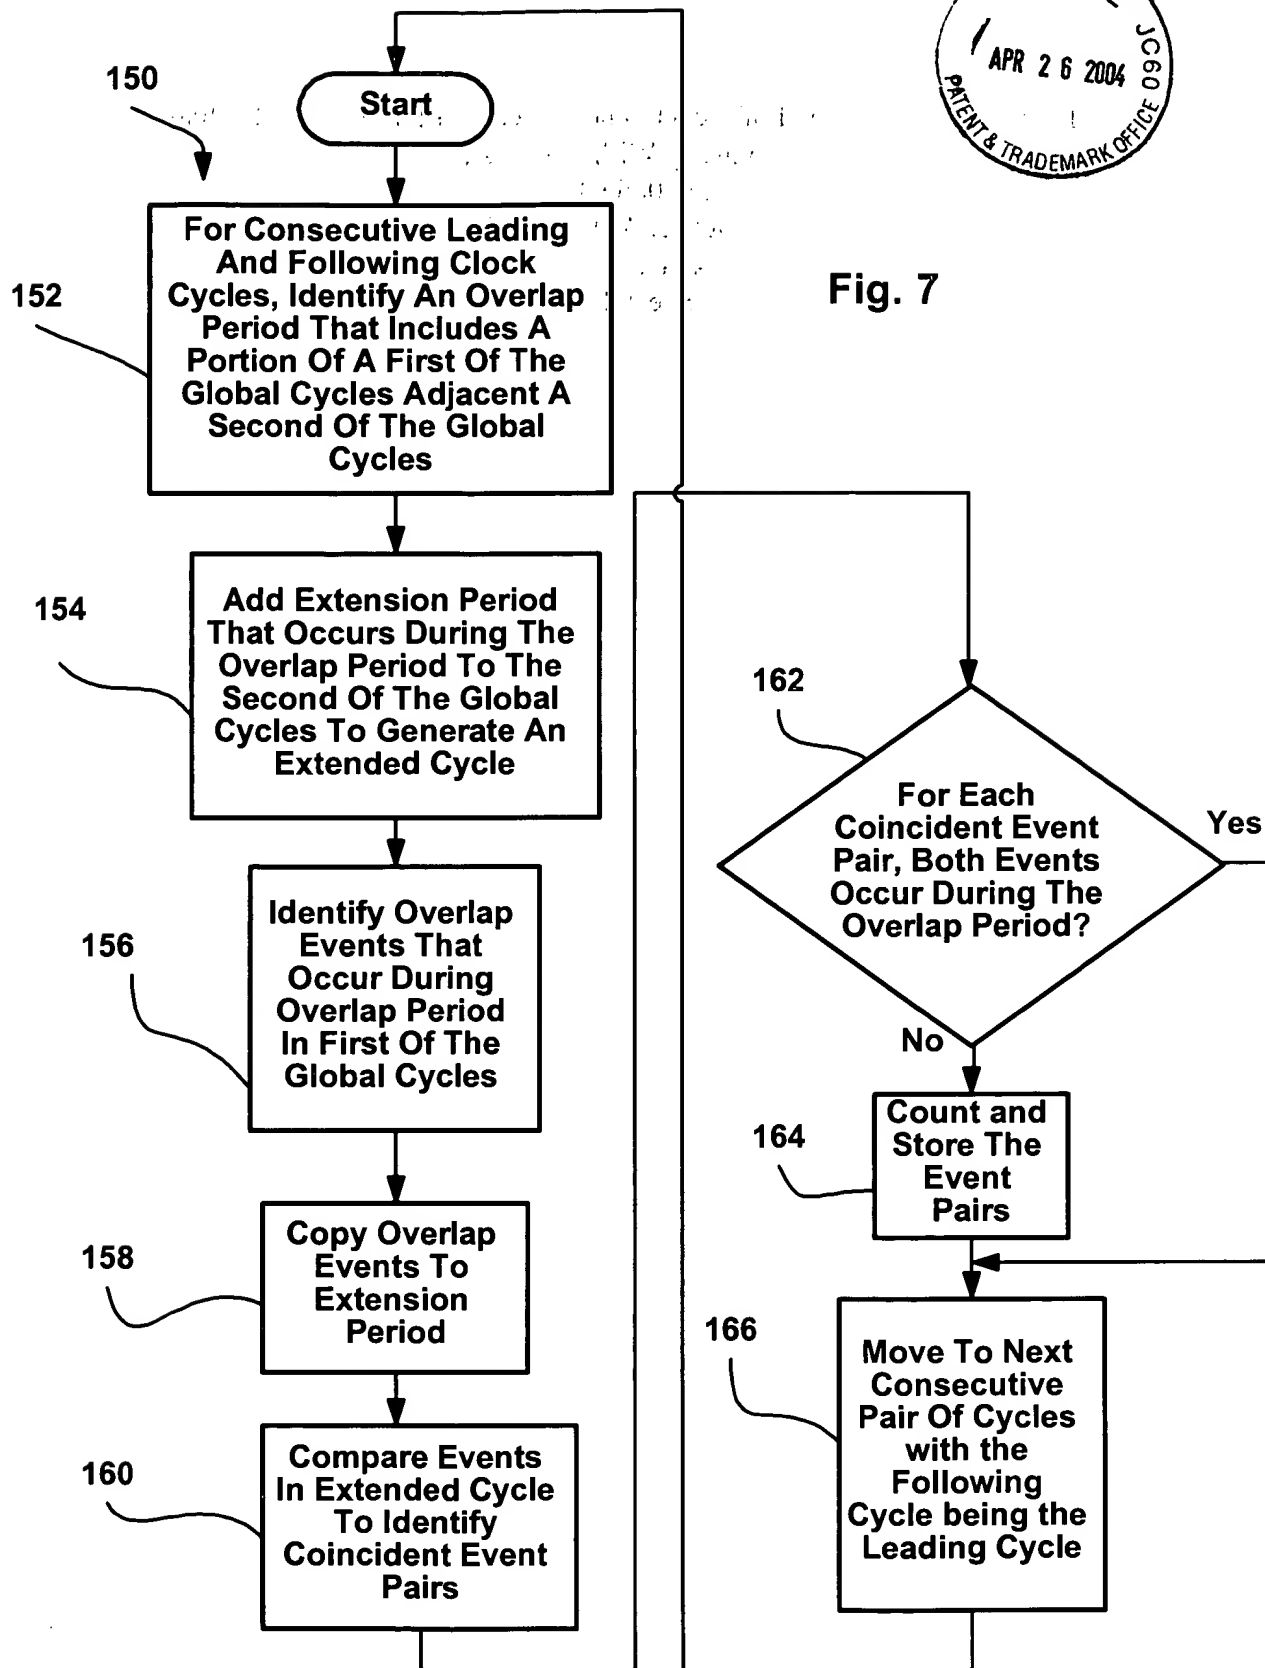 150
Start
APR 26 2004
JC60
PATENT & TRADEMARK OFFICE
Fig. 7
152
For Consecutive Leading
And Following Clock
Cycles, Identify An Overlap
Period That Includes A
Portion Of A First Of The
Global Cycles Adjacent A
Second Of The Global
Cycles
154
Add Extension Period
That Occurs During The
Overlap Period To The
Second Of The Global
Cycles To Generate An
Extended Cycle
156
Identify Overlap
Events That
Occur During
Overlap Period
In First Of The
Global Cycles
158
Copy Overlap
Events To
Extension
Period
160
Compare Events
In Extended Cycle
To Identify
Coincident Event
Pairs
162
For Each
Coincident Event
Pair, Both Events
Occur During The
Overlap Period?
Yes
No
164
Count and
Store The
Event
Pairs
166
Move To Next
Consecutive
Pair Of Cycles
with the
Following
Cycle being the
Leading Cycle